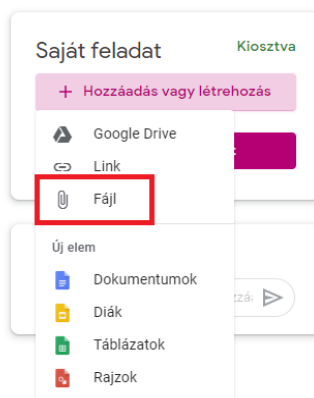 Saját feladat
Kiosztva
+ Hozzáadás vagy létrehozás
Google Drive
Link
Fájl
Új elem
Dokumentumok
Diák
Táblázatok
Rajzok